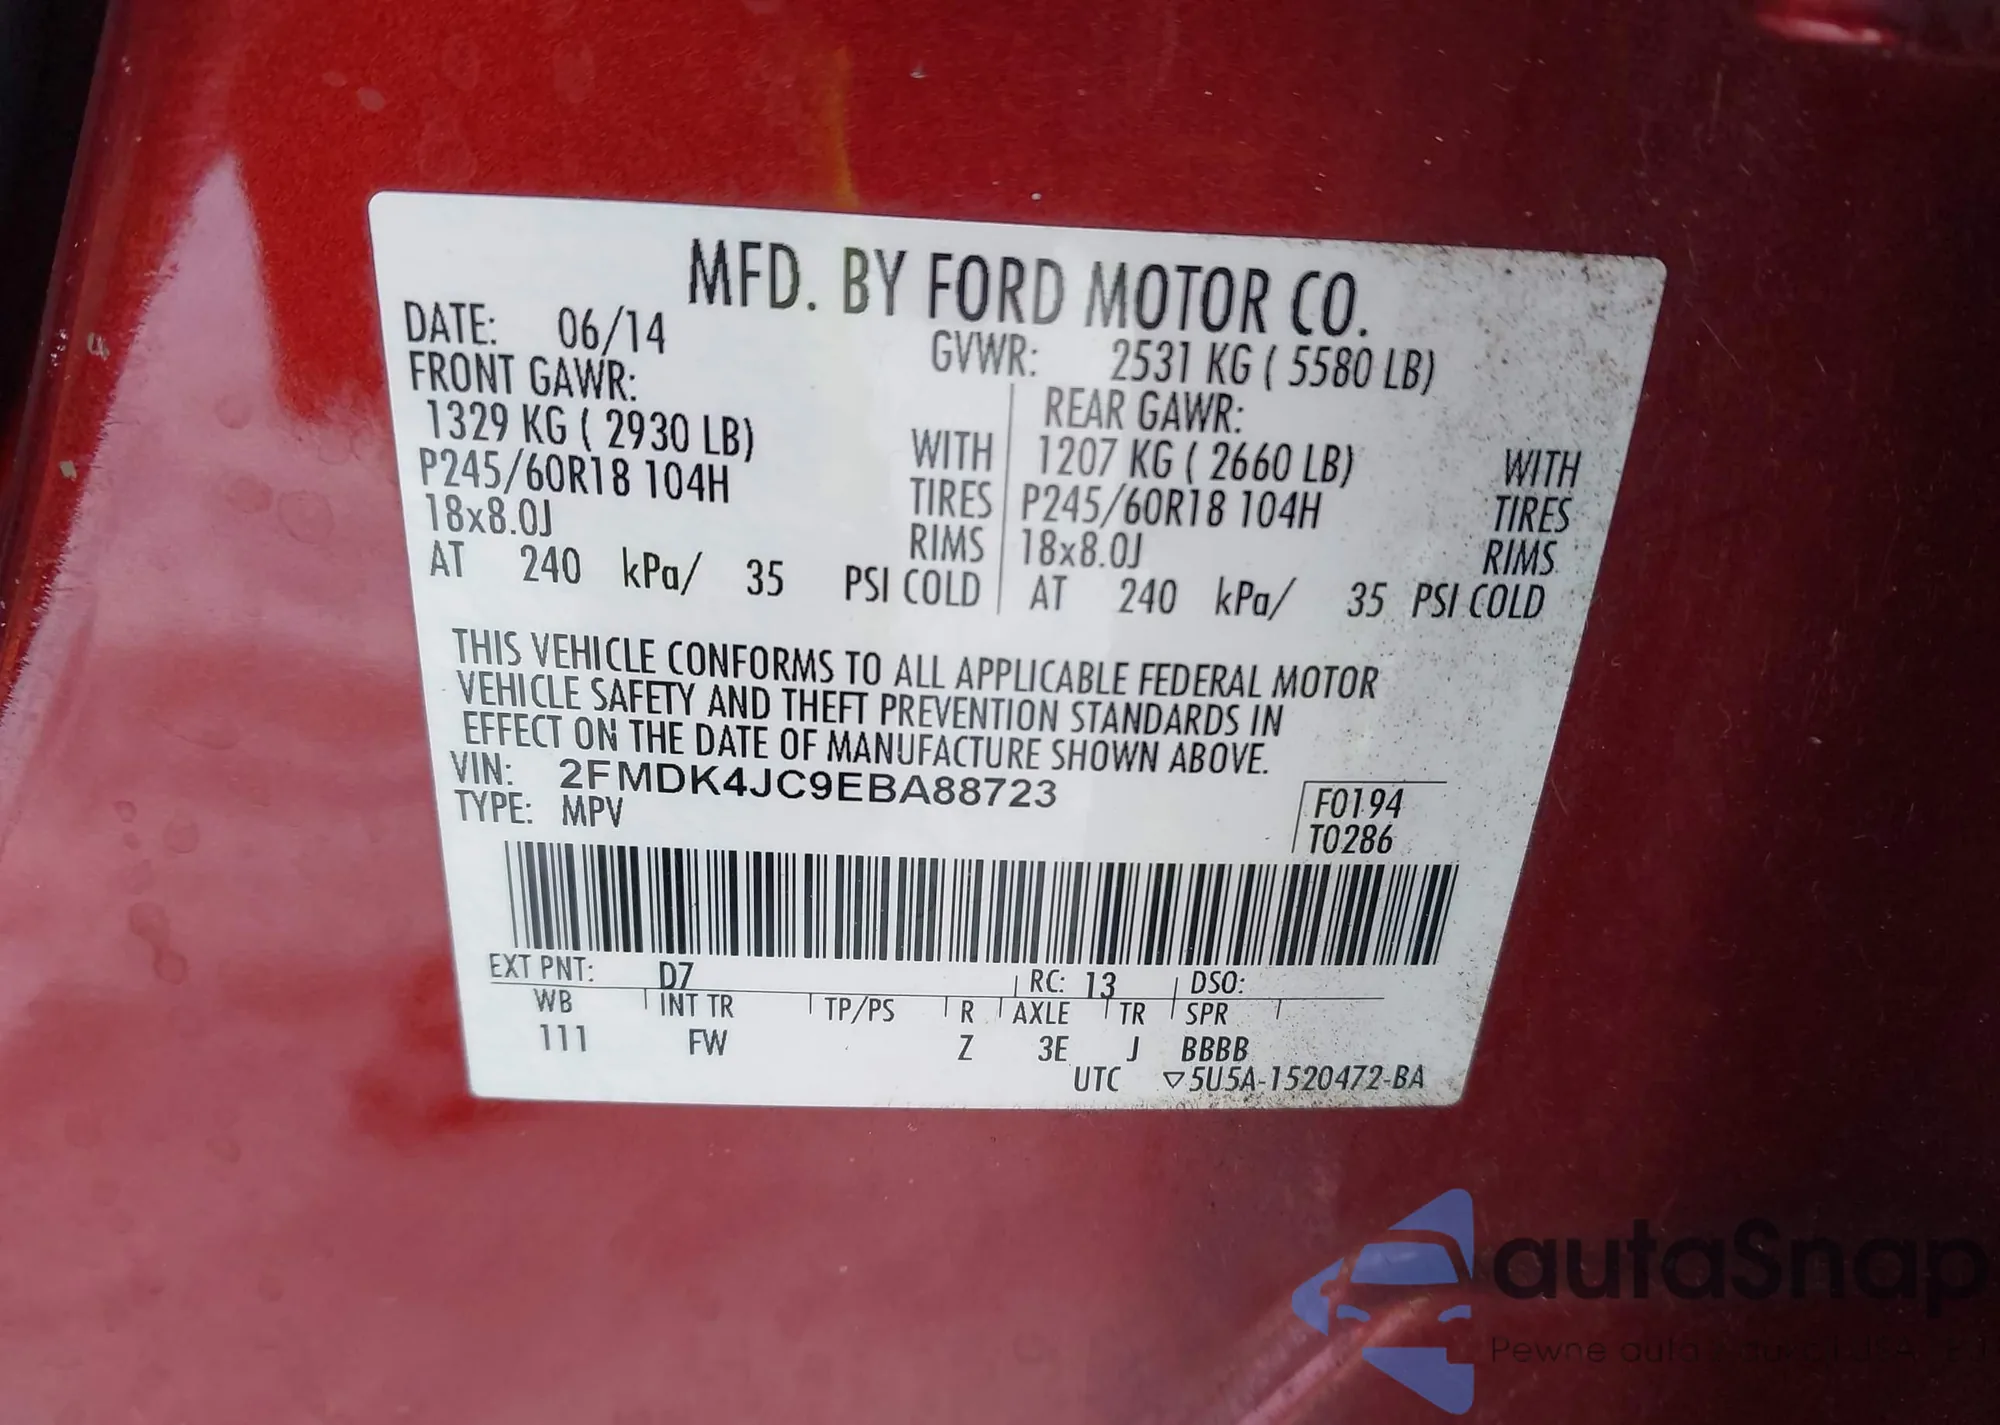 MFD. BY FORD MOTOR CO.
DATE: 06/14 GVWR: 2531 KG ( 5580 LB)
FRONT GAWR: REAR GAWR:
1329 KG ( 2930 LB) WITH 1207 KG ( 2660 LB) WITH
P245/60R18 104H TIRES P245/60R18 104H TIRES
18x8.0J RIMS 18x8.0J RIMS
AT 240 kPa/ 35 PSI COLD AT 240 kPa/ 35 PSI COLD
THIS VEHICLE CONFORMS TO ALL APPLICABLE FEDERAL MOTOR
VEHICLE SAFETY AND THEFT PREVENTION STANDARDS IN
EFFECT ON THE DATE OF MANUFACTURE SHOWN ABOVE.
VIN: 2FMDK4JC9EBA88723
TYPE: MPV
F0194
T0286
EXT PNT: D7 RC: 13 DSO:
WB INT TR TP/PS R AXLE TR SPR
111 FW Z 3E J BBBB
UTC ▽5U5A-1520472-BA
autaSnap
Pewne auta